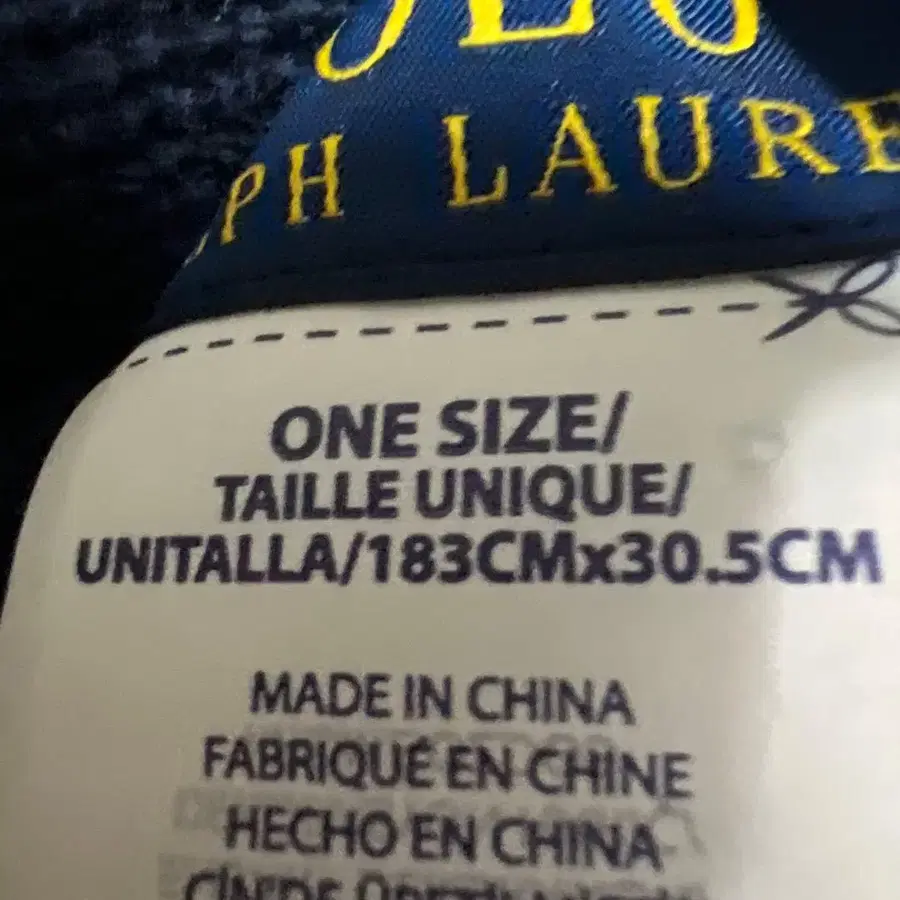 PH LAURE
ONE SIZE/
TAILLE UNIQUE/
UNITALLA/183CMx30.5CM
MADE IN CHINA
FABRIQUÉ EN CHINE
HECHO EN CHINA